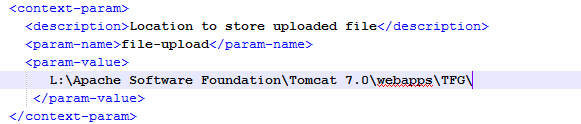 <context-param>
<description>Location to store uploaded file</description>
<param-name>file-upload</param-name>
<param-value>
L:\Apache Software Foundation\Tomcat 7.0\webapps\TFG\
</param-value>
</context-param>